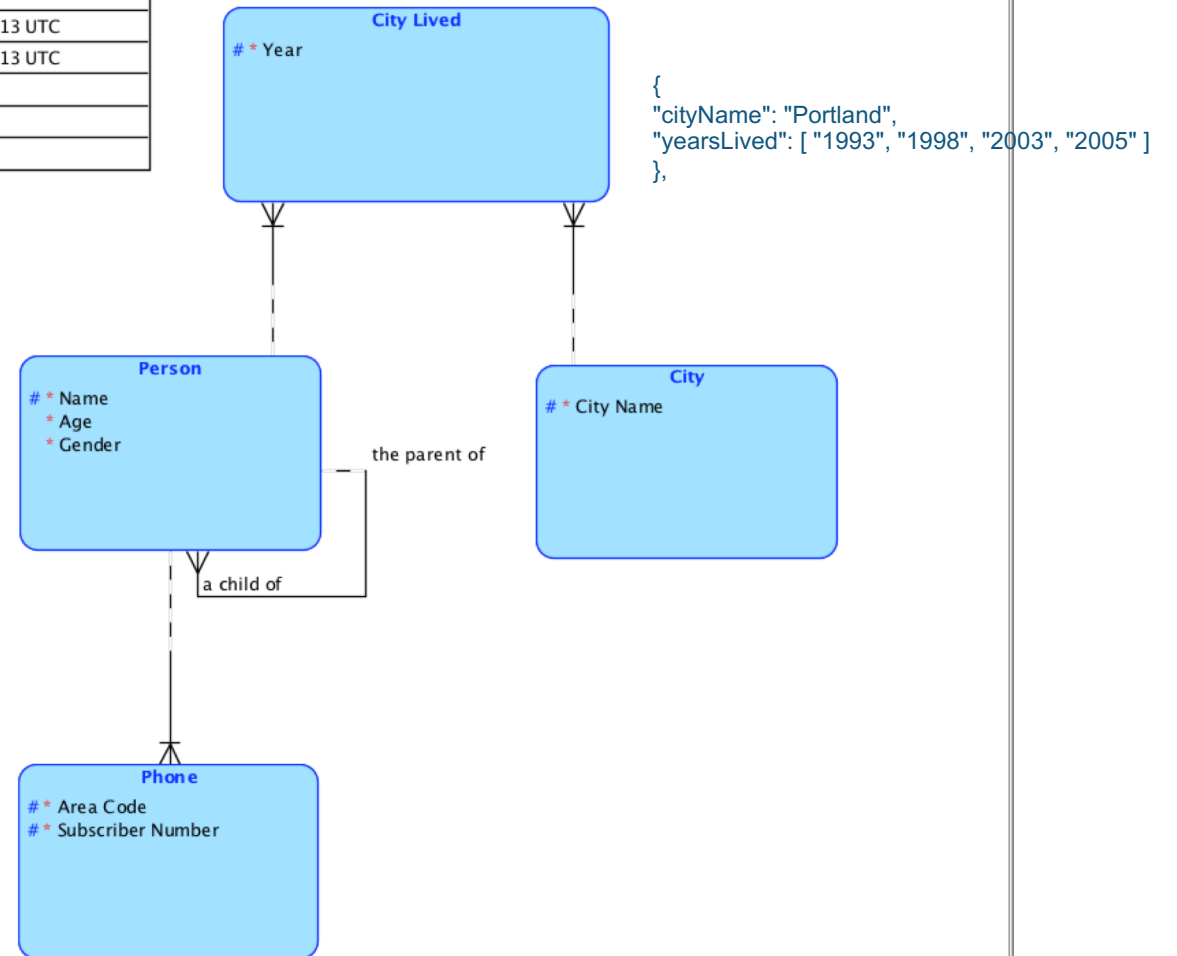 13 UTC
13 UTC
City Lived
# * Year
{
"cityName": "Portland",
"yearsLived": [ "1993", "1998", "2003", "2005" ]
},
Person
# * Name
* Age
* Gender
the parent of
a child of
City
# * City Name
Phone
# * Area Code
# * Subscriber Number